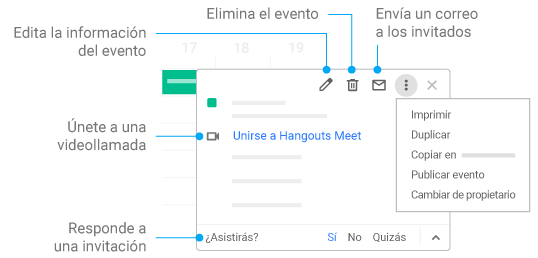 Elimina el evento
Envía un correo
a los invitados
Edita la información
del evento
17
18
19
Imprimir
Duplicar
Copiar en
Publicar evento
Cambiar de propietario
Únete a una
videollamada
Unirse a Hangouts Meet
Responde a
una invitación
¿Asistirás?
Sí No Quizás